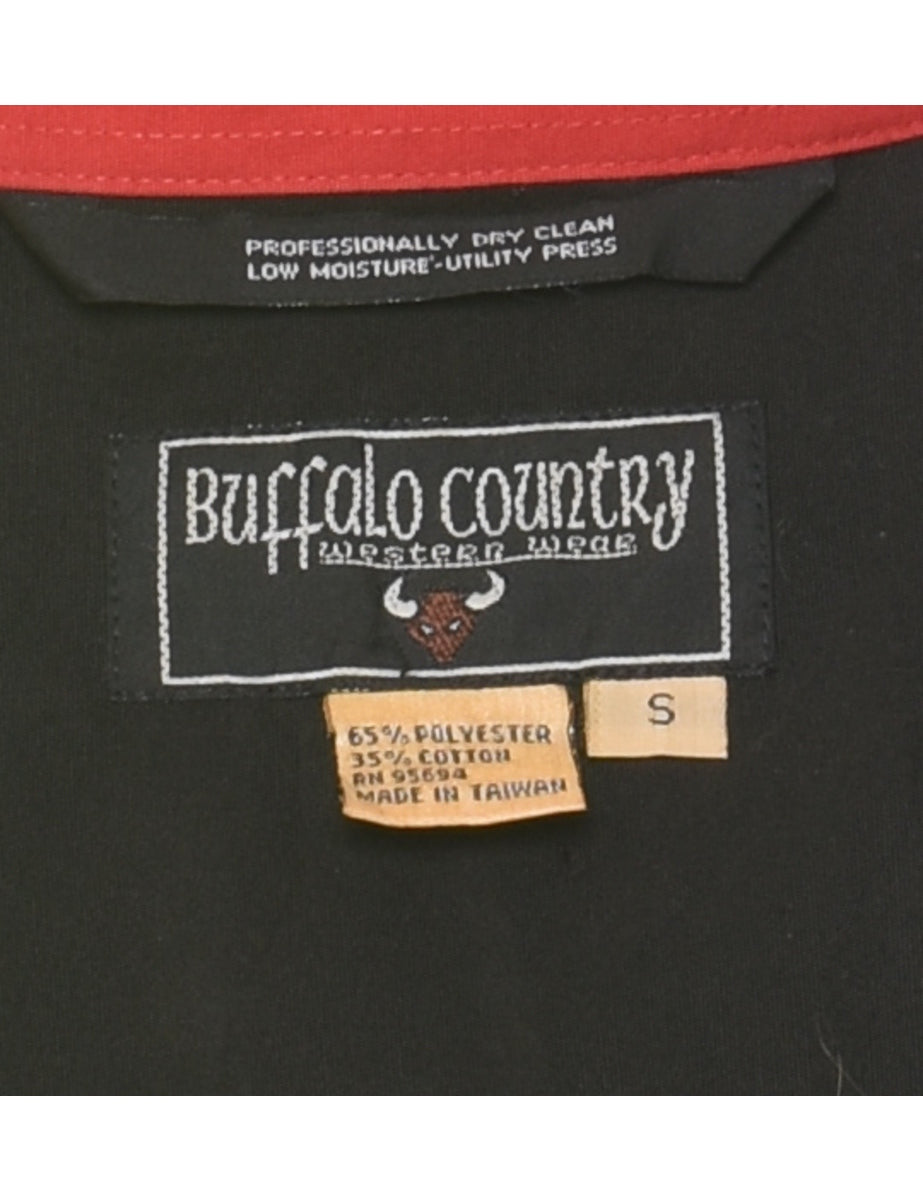 PROFESSIONALLY DRY CLEAN
LOW MOISTURE-UTILITY PRESS
Buffalo Country
Western Wear
S
65% POLYESTER
35% COTTON
RN 95694
MADE IN TAIWAN